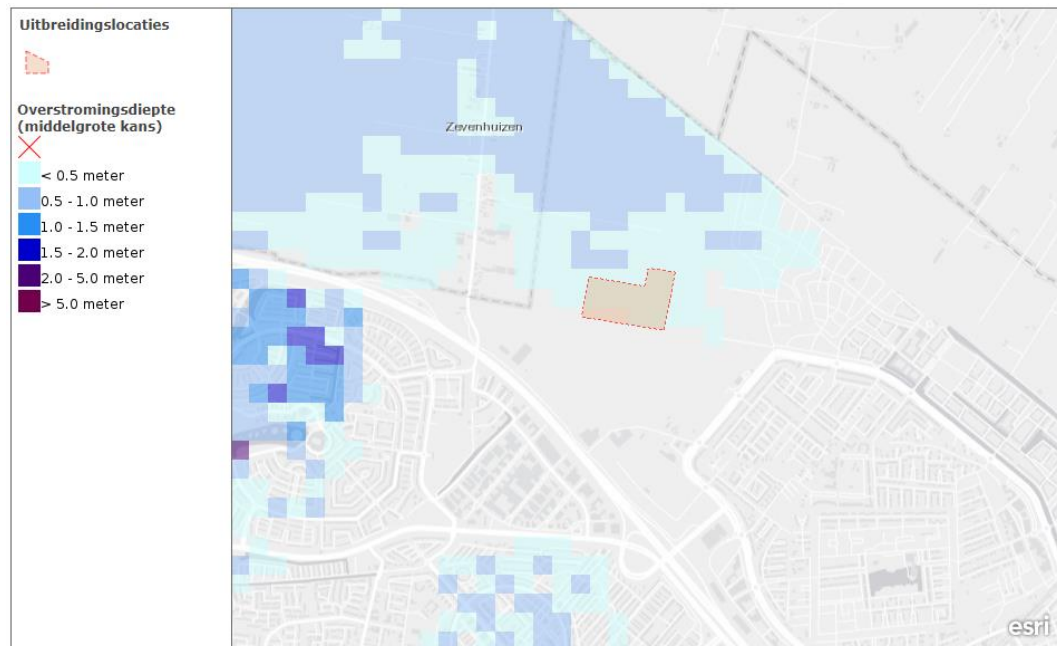 Uitbreidingslocaties
Overstromingsdiepte
(middelgrote kans)
< 0.5 meter
0.5 - 1.0 meter
1.0 - 1.5 meter
1.5 - 2.0 meter
2.0 - 5.0 meter
> 5.0 meter
Zevenhuizen
esri